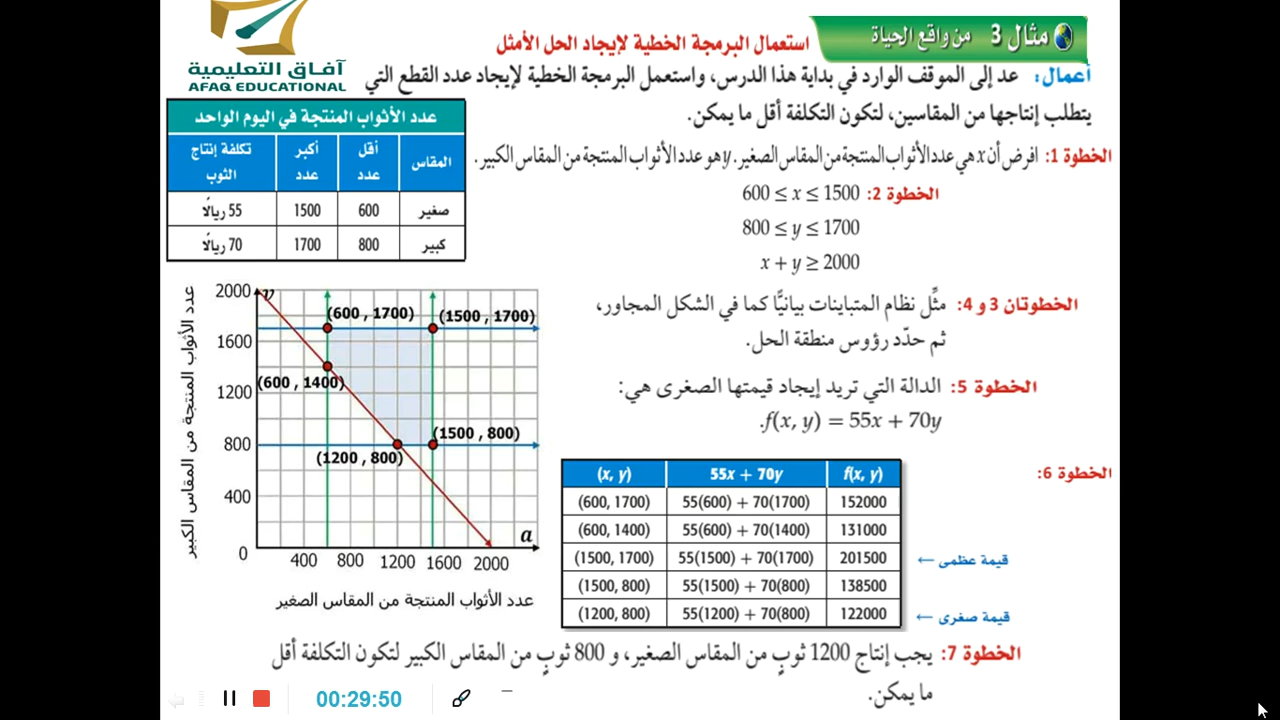 مثال 3 من واقع الحياة
استعمال البرمجة الخطية لإيجاد الحل الأمثل
آفاق التعليمية
AFAQ EDUCATIONAL
أعمال: عد إلى الموقف الوارد في بداية هذا الدرس، واستعمل البرمجة الخطية لإيجاد عدد القطع التي
يتطلب إنتاجها من المقاسين، لتكون التكلفة أقل ما يمكن.
عدد الأثواب المنتجة في اليوم الواحد
المقاس أقل عدد أكبر عدد تكلفة إنتاج الثوب
صغير 600 1500 55 ريالًا
كبير 800 1700 70 ريالًا
الخطوة 1: افرض أن x هي عدد الأثواب المنتجة من المقاس الصغير. y هو عدد الأثواب المنتجة من المقاس الكبير.
الخطوة 2: 600 ≤ x ≤ 1500
800 ≤ y ≤ 1700
x + y ≥ 2000
الخطوتان 3 و 4: مثِّل نظام المتباينات بيانيًّا كما في الشكل المجاور،
ثم حدّد رؤوس منطقة الحل.
عدد الأثواب المنتجة من المقاس الكبير
2000
1600
1200
800
400
0
v
(600 , 1700)
(1500 , 1700)
(600 , 1400)
(1500 , 800)
(1200 , 800)
a
400 800 1200 1600 2000
عدد الأثواب المنتجة من المقاس الصغير
الخطوة 5: الدالة التي تريد إيجاد قيمتها الصغرى هي:
f(x, y) = 55x + 70y.
الخطوة 6:
(x, y) 55x + 70y f(x, y)
(600, 1700) 55(600) + 70(1700) 152000
(600, 1400) 55(600) + 70(1400) 131000
(1500, 1700) 55(1500) + 70(1700) 201500 ← قيمة عظمى
(1500, 800) 55(1500) + 70(800) 138500
(1200, 800) 55(1200) + 70(800) 122000 ← قيمة صغرى
الخطوة 7: يجب إنتاج 1200 ثوبٍ من المقاس الصغير، و 800 ثوبٍ من المقاس الكبير لتكون التكلفة أقل
ما يمكن.
00:29:50